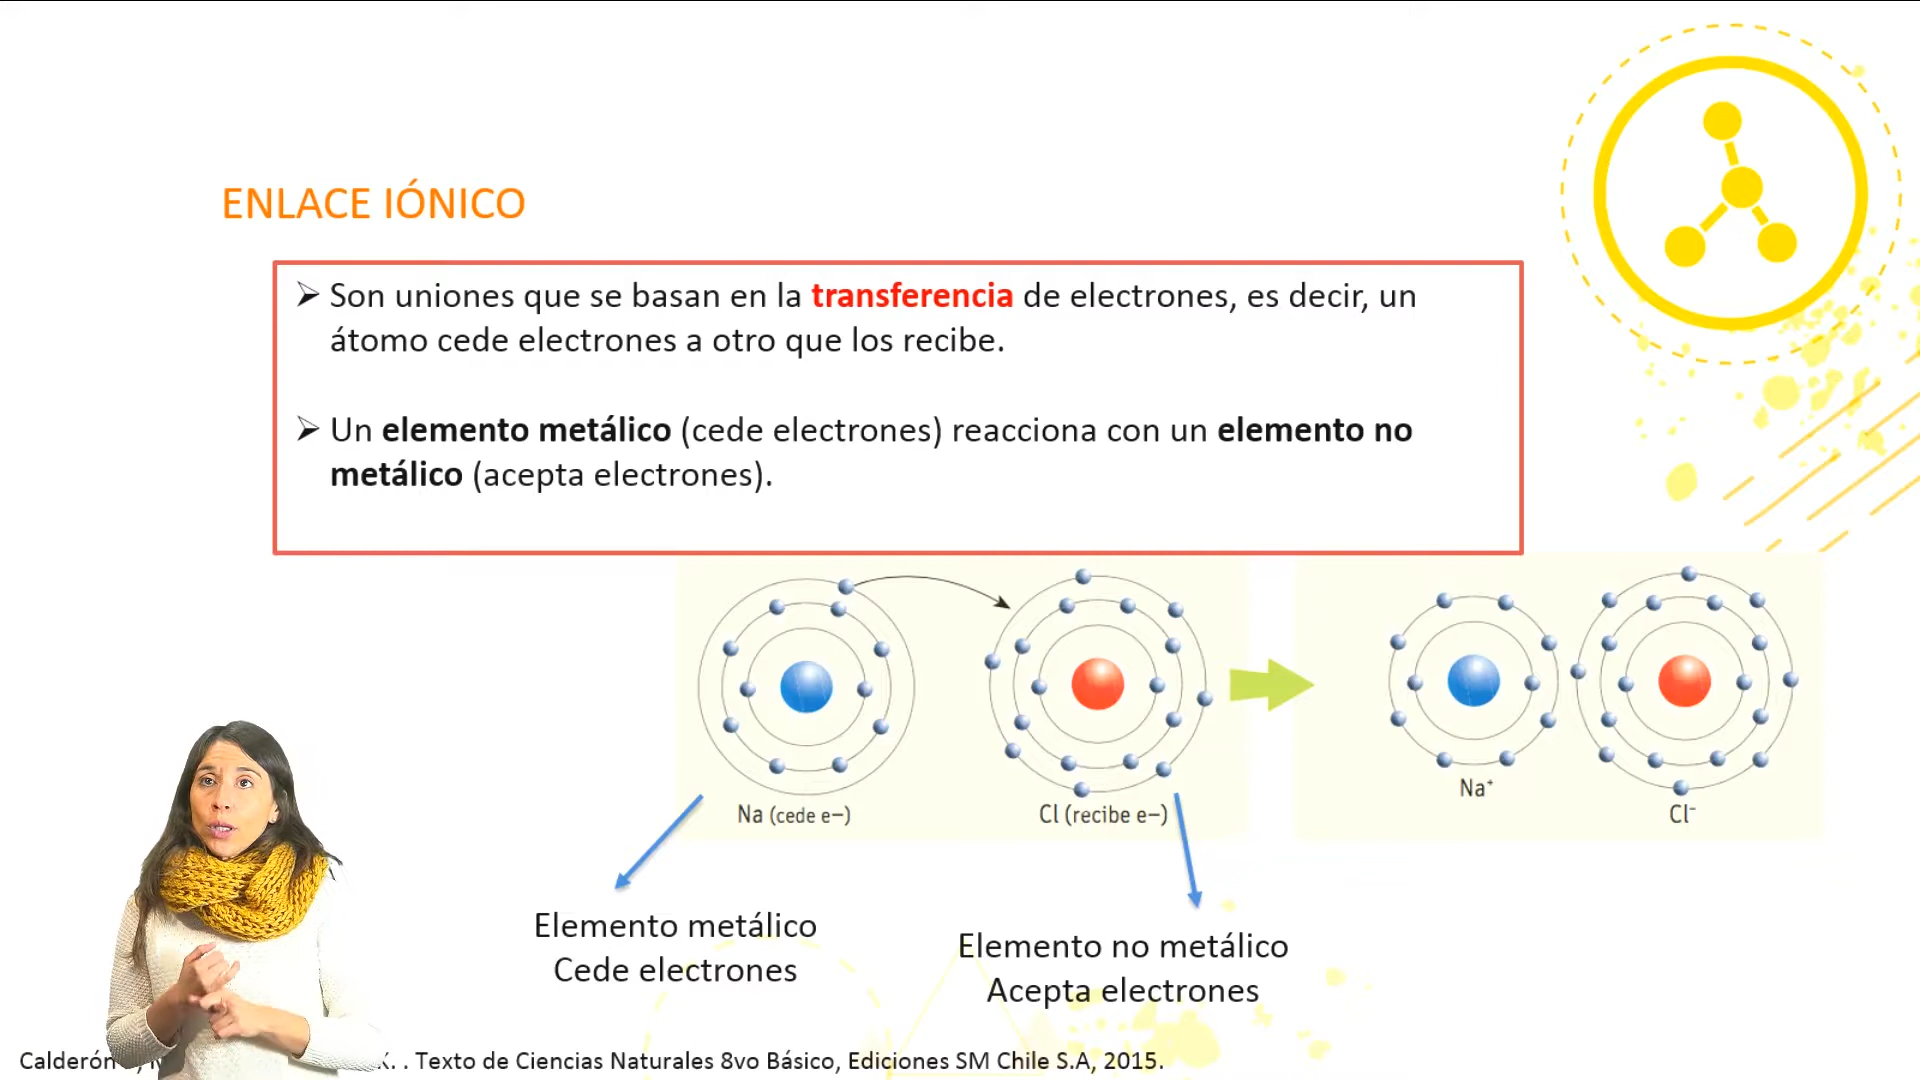 ENLACE IÓNICO
➢ Son uniones que se basan en la transferencia de electrones, es decir, un
átomo cede electrones a otro que los recibe.
➢ Un elemento metálico (cede electrones) reacciona con un elemento no
metálico (acepta electrones).
Na (cede e–)
Cl (recibe e–)
Na⁺
Cl⁻
Elemento metálico
Cede electrones
Elemento no metálico
Acepta electrones
Calderón . Texto de Ciencias Naturales 8vo Básico, Ediciones SM Chile S.A, 2015.